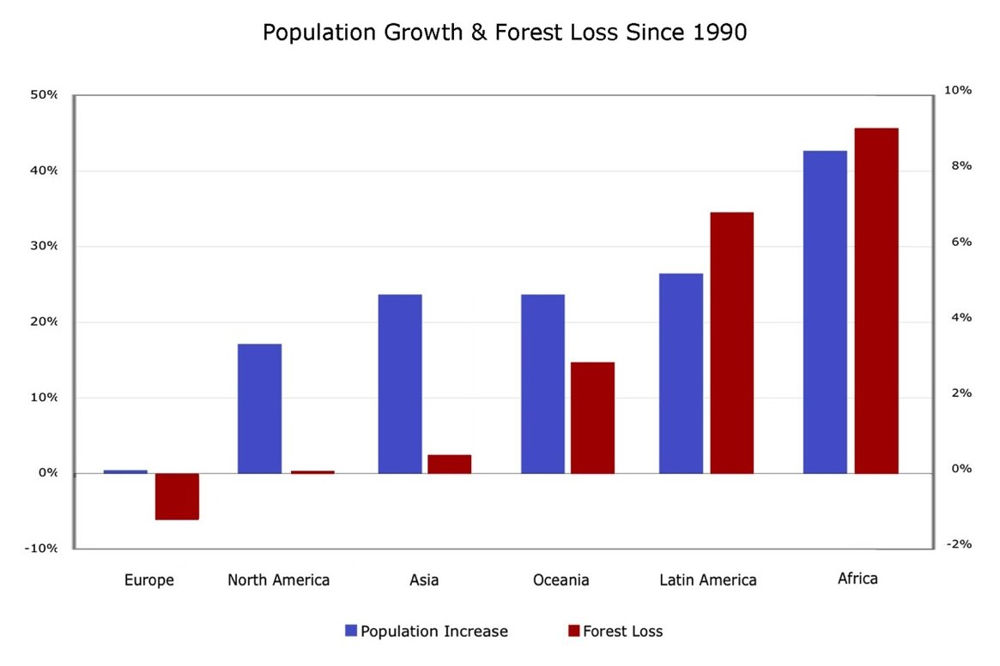 Population Growth & Forest Loss Since 1990
50%
10%
40%
8%
30%
6%
20%
4%
10%
2%
0%
0%
-10%
-2%
Europe
North America
Asia
Oceania
Latin America
Africa
Population Increase
Forest Loss